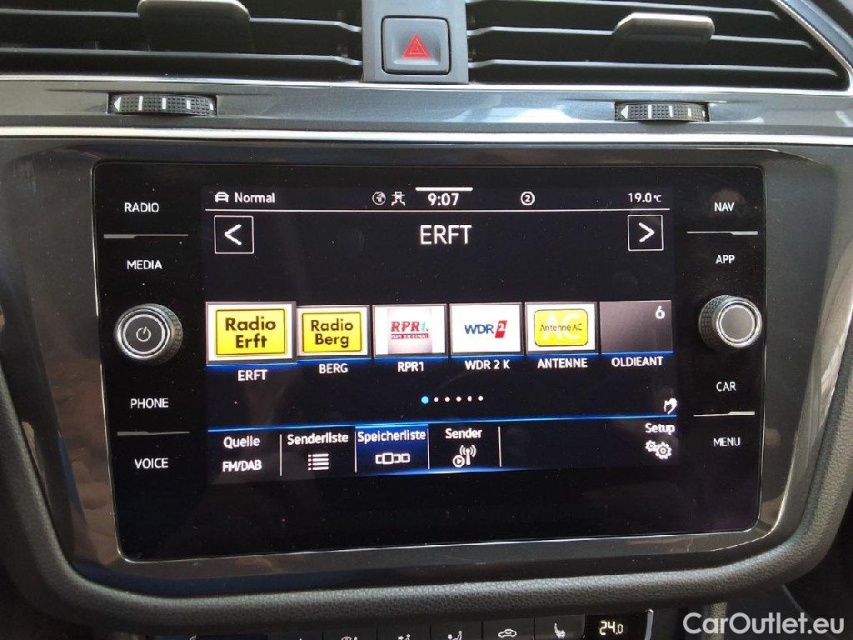 RADIO
MEDIA
PHONE
VOICE
NAV
APP
CAR
MENU
Normal
9:07
2
19.0°C
<
ERFT
>
Radio Erft
Radio Berg
RPR1.
WDR 2
AC
Antenne AC
6
ERFT
BERG
RPR1
WDR 2 K
ANTENNE
OLDIEANT
Quelle
FM/DAB
Senderliste
Speicherliste
Sender
Setup
24.0
CarOutlet.eu